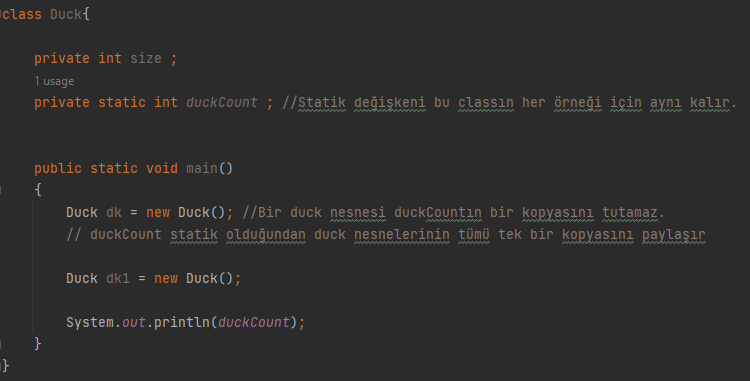 class Duck{
private int size ;
1 usage
private static int duckCount ; //Statik değişkeni bu classın her örneği için aynı kalır.
public static void main()
{
Duck dk = new Duck(); //Bir duck nesnesi duckCountın bir kopyasını tutamaz.
// duckCount statik olduğundan duck nesnelerinin tümü tek bir kopyasını paylaşır
Duck dk1 = new Duck();
System.out.println(duckCount);
}
}